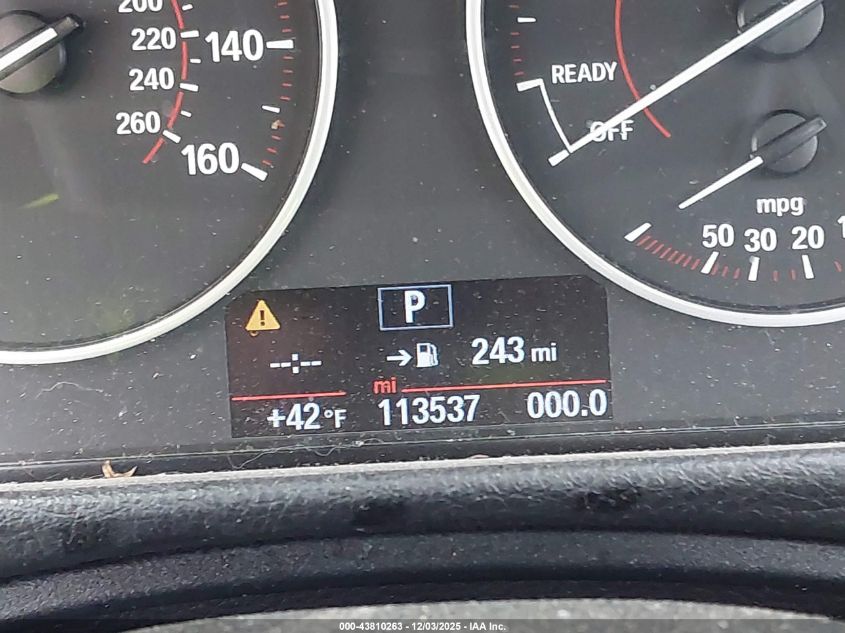 200
220
240
260
140
160
READY
OFF
mpg
50 30 20
P
--:-- → 243 mi
mi
+42°F 113537 000.0
000-43810263 - 12/03/2025 - IAA Inc.